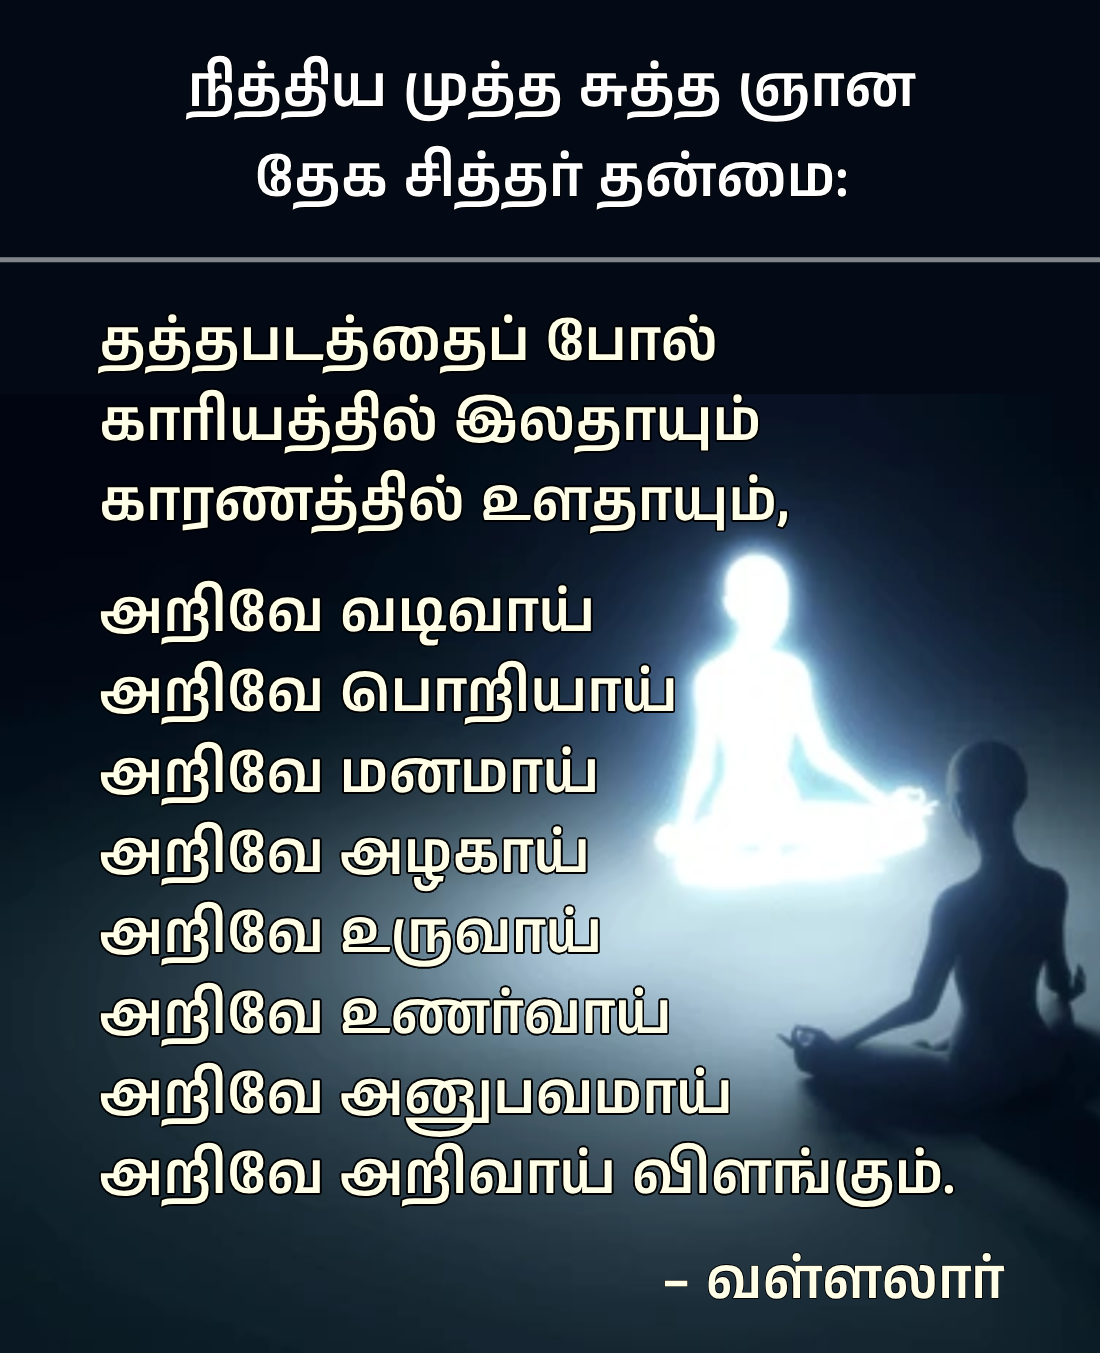 நித்திய முத்த சுத்த ஞான
தேக சித்தர் தன்மை:
தத்தபடத்தைப் போல்
காரியத்தில் இலதாயும்
காரணத்தில் உளதாயும்,
அறிவே வடிவாய்
அறிவே பொறியாய்
அறிவே மனமாய்
அறிவே அழகாய்
அறிவே உருவாய்
அறிவே உணர்வாய்
அறிவே அனுபவமாய்
அறிவே அறிவாய் விளங்கும்.
– வள்ளலார்